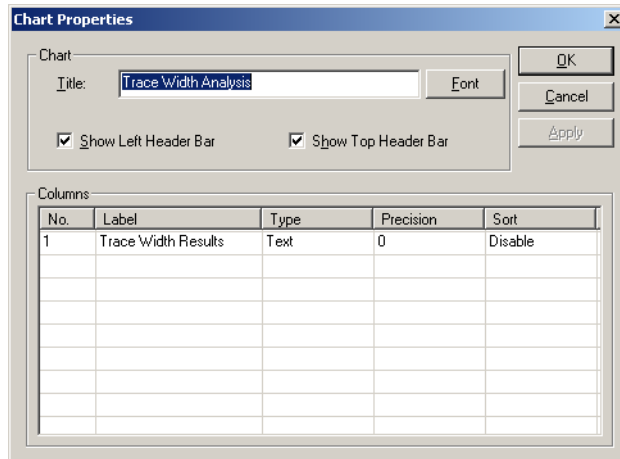 Chart Properties
Chart
Title: Trace Width Analysis Font
Show Left Header Bar Show Top Header Bar
OK
Cancel
Apply
Columns
No. Label Type Precision Sort
1 Trace Width Results Text 0 Disable